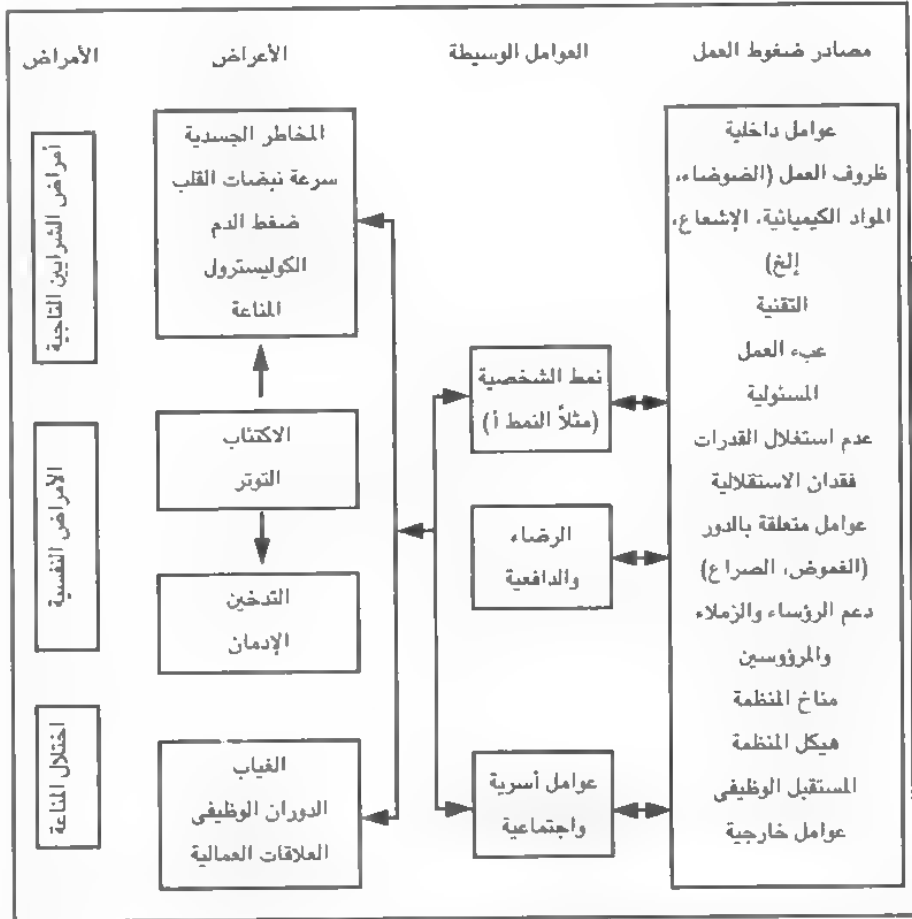 مصادر ضغوط العمل
العوامل الوسيطة
الأعراض
الأمراض
عوامل داخلية
ظروف العمل (الضوضاء،
المواد الكيميائية، الإشعاع،
إلخ)
التقنية
عبء العمل
المسئولية
عدم استغلال القدرات
فقدان الاستقلالية
عوامل متعلقة بالدور
(الغموض، الصراع)
دعم الرؤساء والزملاء
والمرؤوسين
مناخ المنظمة
هيكل المنظمة
المستقبل الوظيفي
عوامل خارجية
نمط الشخصية
(مثلاً النمط أ)
الرضاء
والدافعية
عوامل أسرية
واجتماعية
المخاطر الجسدية
سرعة نبضات القلب
ضغط الدم
الكوليسترول
المناعة
الاكتئاب
التوتر
التدخين
الإدمان
الغياب
الدوران الوظيفي
العلاقات العمالية
أمراض الشرايين التاجية
الأمراض النفسية
اختلال المناعة